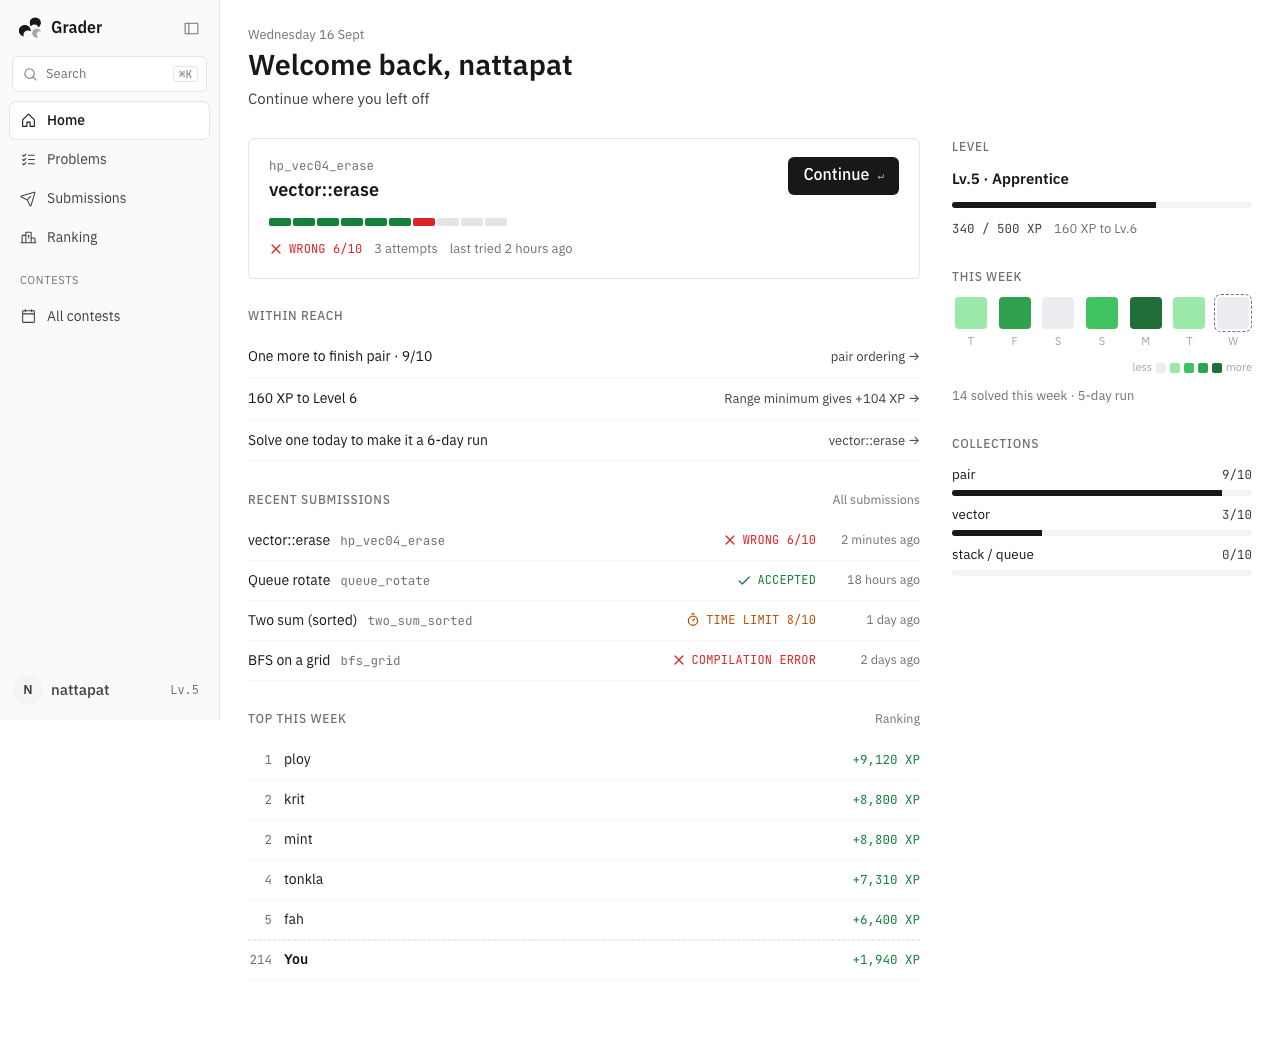 Grader
Search ⌘K
Home
Problems
Submissions
Ranking
CONTESTS
All contests
N nattapat Lv.5
Wednesday 16 Sept
Welcome back, nattapat
Continue where you left off
hp_vec04_erase
vector::erase
Continue ↵
WRONG 6/10 3 attempts last tried 2 hours ago
WITHIN REACH
One more to finish pair · 9/10 pair ordering →
160 XP to Level 6 Range minimum gives +104 XP →
Solve one today to make it a 6-day run vector::erase →
RECENT SUBMISSIONS All submissions
vector::erase hp_vec04_erase WRONG 6/10 2 minutes ago
Queue rotate queue_rotate ACCEPTED 18 hours ago
Two sum (sorted) two_sum_sorted TIME LIMIT 8/10 1 day ago
BFS on a grid bfs_grid COMPILATION ERROR 2 days ago
TOP THIS WEEK Ranking
1 ploy +9,120 XP
2 krit +8,800 XP
2 mint +8,800 XP
4 tonkla +7,310 XP
5 fah +6,400 XP
214 You +1,940 XP
LEVEL
Lv.5 · Apprentice
340 / 500 XP 160 XP to Lv.6
THIS WEEK
T F S S M T W
less more
14 solved this week · 5-day run
COLLECTIONS
pair 9/10
vector 3/10
stack / queue 0/10